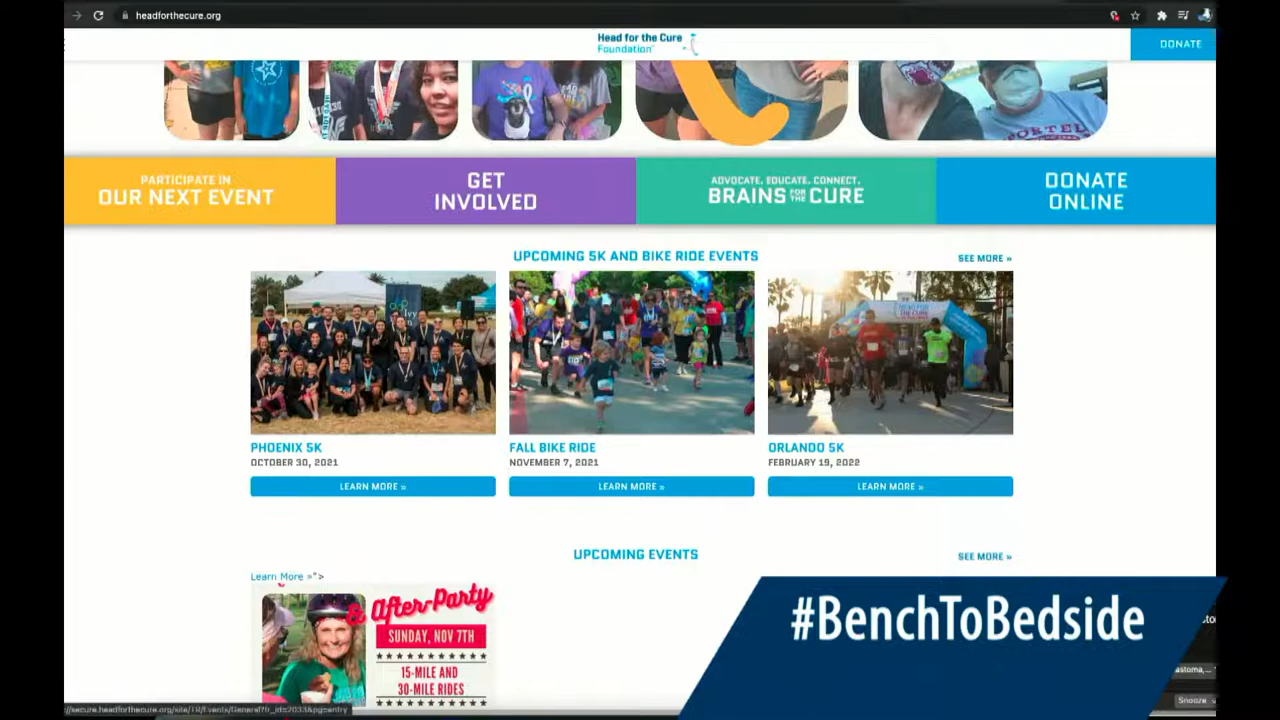 headforthecure.org
Head for the Cure
Foundation
DONATE
PARTICIPATE IN
OUR NEXT EVENT
GET
INVOLVED
ADVOCATE. EDUCATE. CONNECT.
BRAINS FOR THE CURE
DONATE
ONLINE
UPCOMING 5K AND BIKE RIDE EVENTS
SEE MORE »
PHOENIX 5K
OCTOBER 30, 2021
LEARN MORE »
FALL BIKE RIDE
NOVEMBER 7, 2021
LEARN MORE »
ORLANDO 5K
FEBRUARY 19, 2022
LEARN MORE »
UPCOMING EVENTS
SEE MORE »
Learn More »">
& After-Party
SUNDAY, NOV 7TH
15-MILE AND
30-MILE RIDES
#BenchToBedside
Snooze